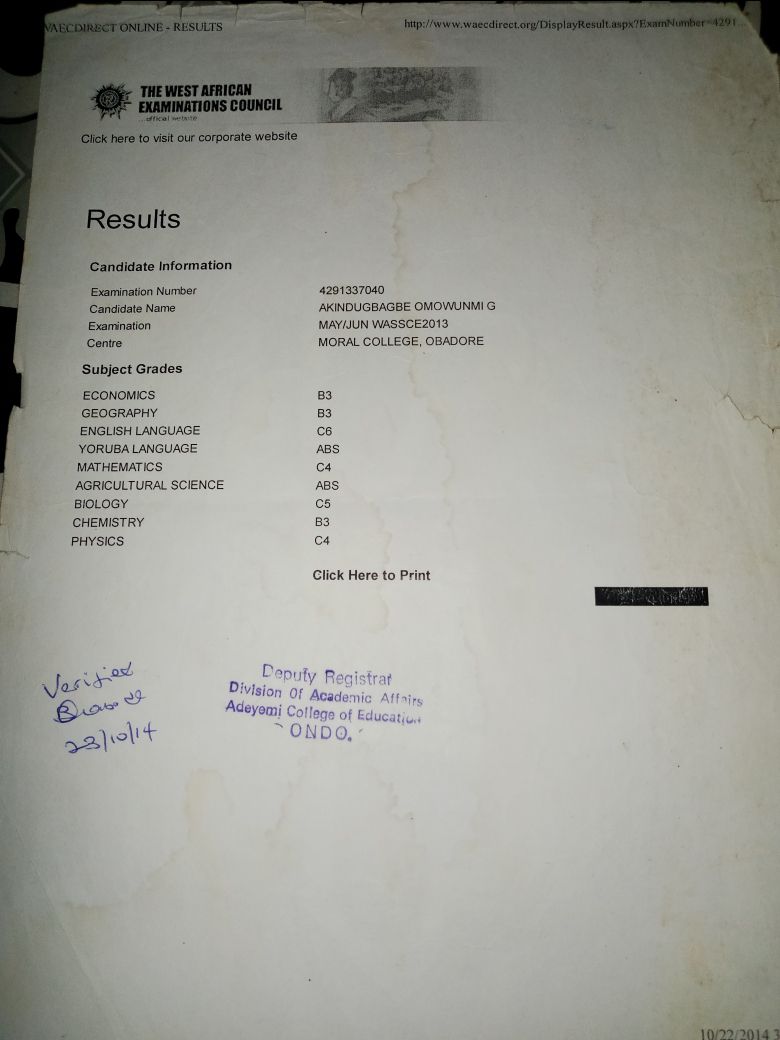 WAECDIRECT ONLINE - RESULTS
http://www.waecdirect.org/DisplayResult.aspx?ExamNumber=4291...
THE WEST AFRICAN
EXAMINATIONS COUNCIL
...official website
Click here to visit our corporate website
Results
Candidate Information
Examination Number 4291337040
Candidate Name AKINDUGBAGBE OMOWUNMI G
Examination MAY/JUN WASSCE2013
Centre MORAL COLLEGE, OBADORE
Subject Grades
ECONOMICS B3
GEOGRAPHY B3
ENGLISH LANGUAGE C6
YORUBA LANGUAGE ABS
MATHEMATICS C4
AGRICULTURAL SCIENCE ABS
BIOLOGY C5
CHEMISTRY B3
PHYSICS C4
Click Here to Print
Verified
23/10/14
Deputy Registrar
Division Of Academic Affairs
Adeyemi College of Education
ONDO.
10/22/2014 3